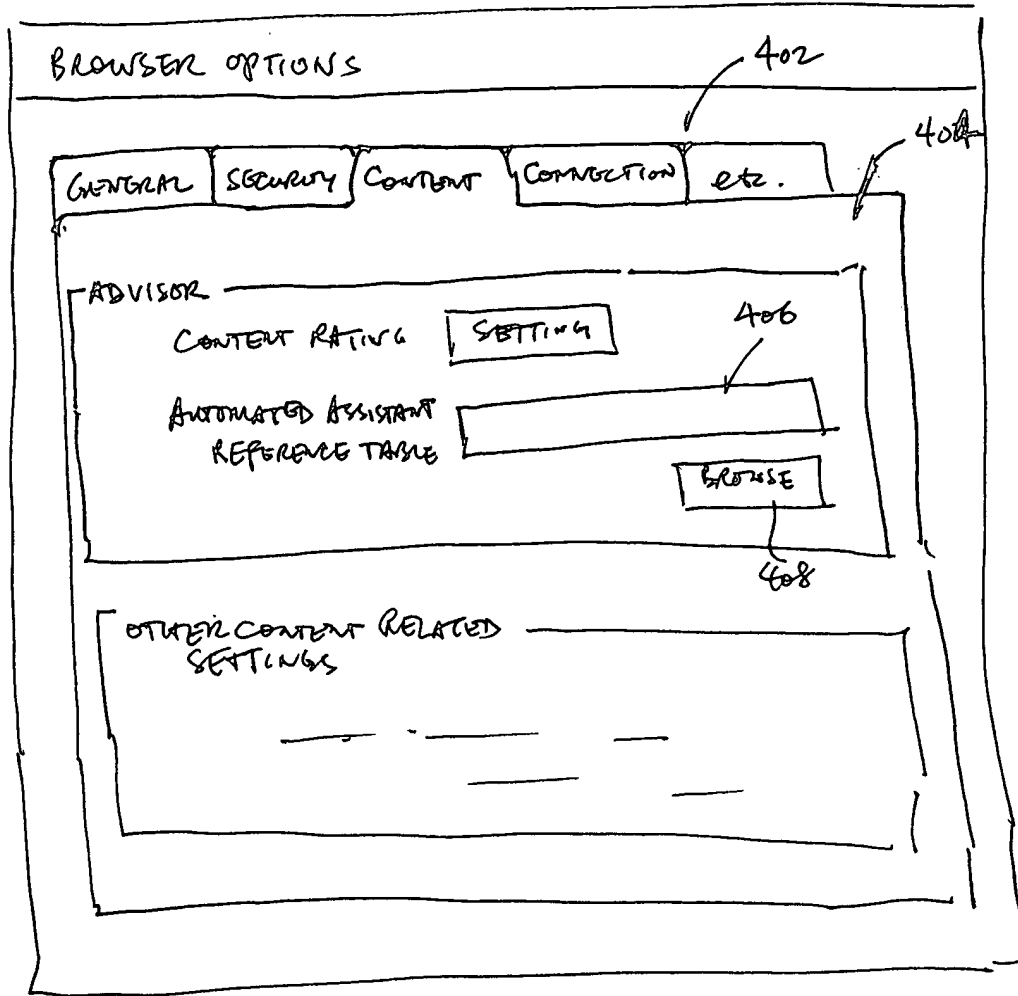 BROWSER OPTIONS
402
404
GENERAL SECURITY CONTENT CONNECTION etc.
ADVISOR
CONTENT RATING SETTING
406
AUTOMATED ASSISTANT
REFERENCE TABLE
BROWSE
408
OTHER CONTENT RELATED
SETTINGS